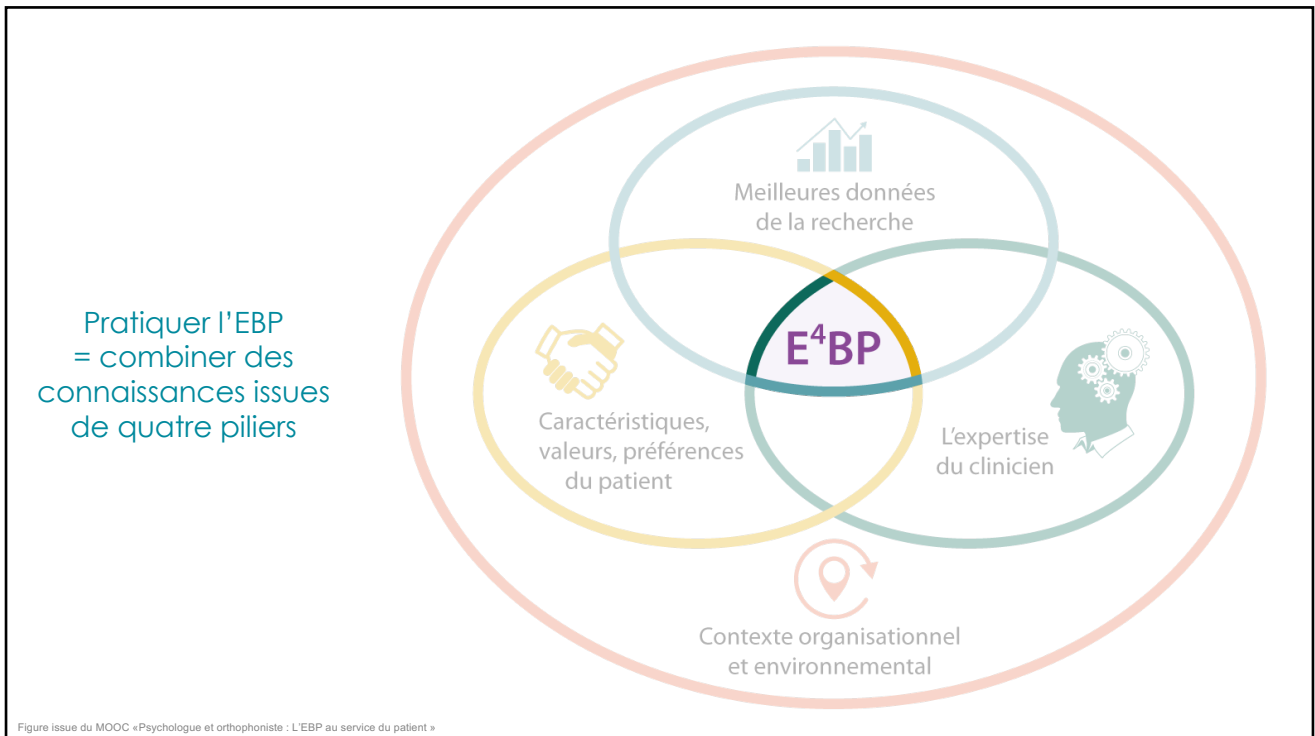 Pratiquer l'EBP
= combiner des
connaissances issues
de quatre piliers
Meilleures données
de la recherche
E⁴BP
Caractéristiques,
valeurs, préférences
du patient
L'expertise
du clinicien
Contexte organisationnel
et environnemental
Figure issue du MOOC «Psychologue et orthophoniste : L'EBP au service du patient »